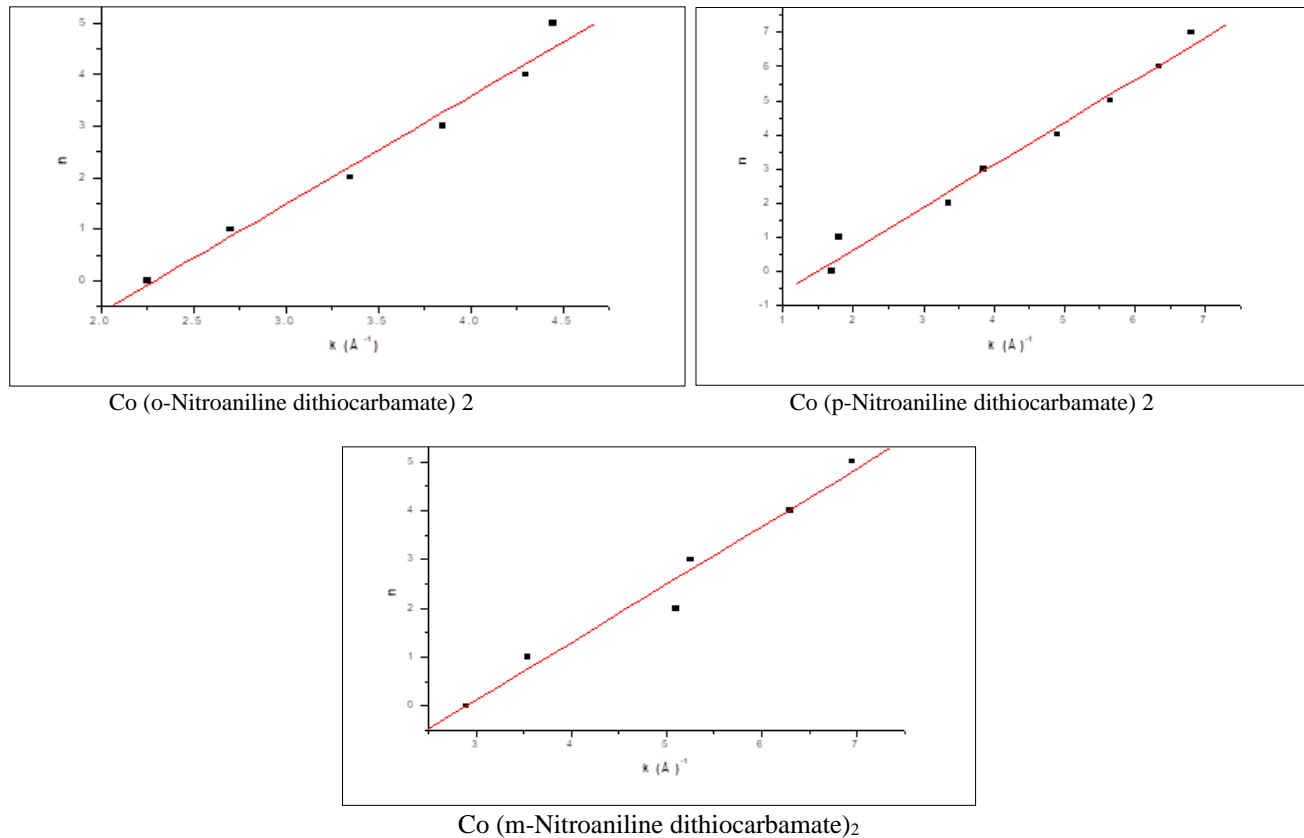 5
4
3
2
1
0
n
2.0 2.5 3.0 3.5 4.0 4.5
k (Å⁻¹)
Co (o-Nitroaniline dithiocarbamate) 2
7
6
5
4
3
2
1
0
-1
n
1 2 3 4 5 6 7
k (Å)⁻¹
Co (p-Nitroaniline dithiocarbamate) 2
5
4
3
2
1
0
n
3 4 5 6 7
k (Å)⁻¹
Co (m-Nitroaniline dithiocarbamate)₂